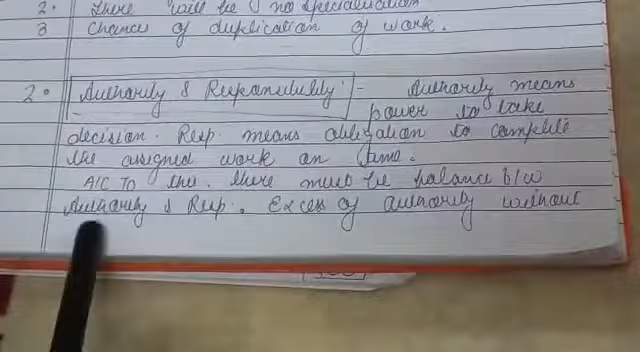 2. There will be no specialisation
3 Chances of duplication of work.
2. Authority & Responsibility - Authority means
power to take
decision. Resp. means obligation to complete
the assigned work on time.
A/C TO this. there must be balance b/w
Authority & Resp. Excess of authority without